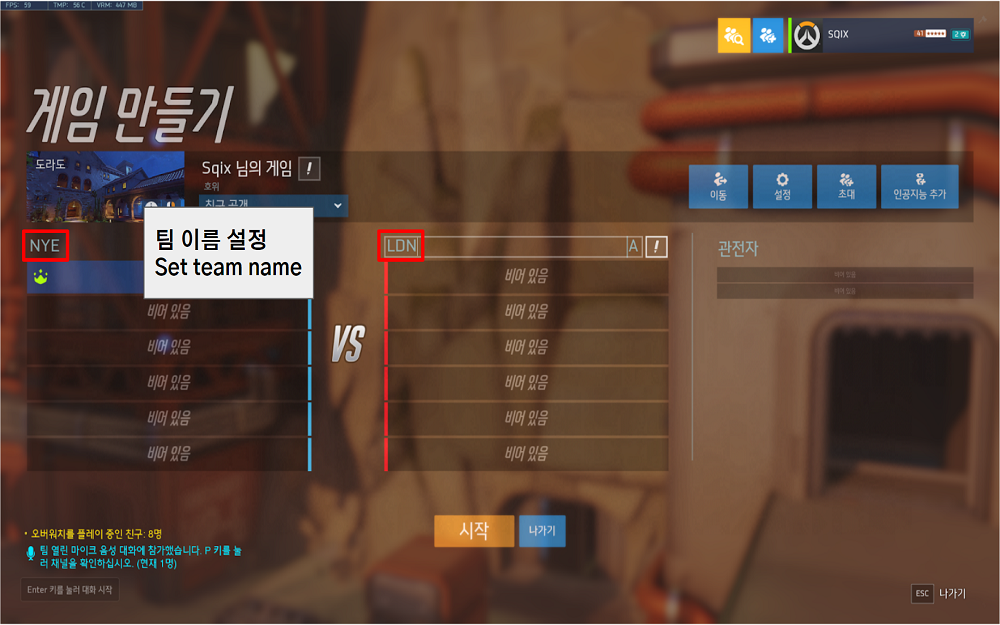 FPS: 59 TMP: 56 C VRM: 447 MB
SQIX
41
2
게임 만들기
도라도
Sqix 님의 게임 !
호위
친구 공개
이동
설정
초대
인공지능 추가
팀 이름 설정
Set team name
NYE
LDN
A !
관전자
비어 있음
비어 있음
비어 있음
비어 있음
비어 있음
비어 있음
비어 있음
VS
비어 있음
비어 있음
비어 있음
비어 있음
비어 있음
비어 있음
시작
나가기
· 오버워치를 플레이 중인 친구: 8명
팀 열린 마이크 음성 대화에 참가했습니다. P 키를 눌
러 채널을 확인하십시오. (현재 1명)
Enter 키를 눌러 대화 시작
ESC 나가기